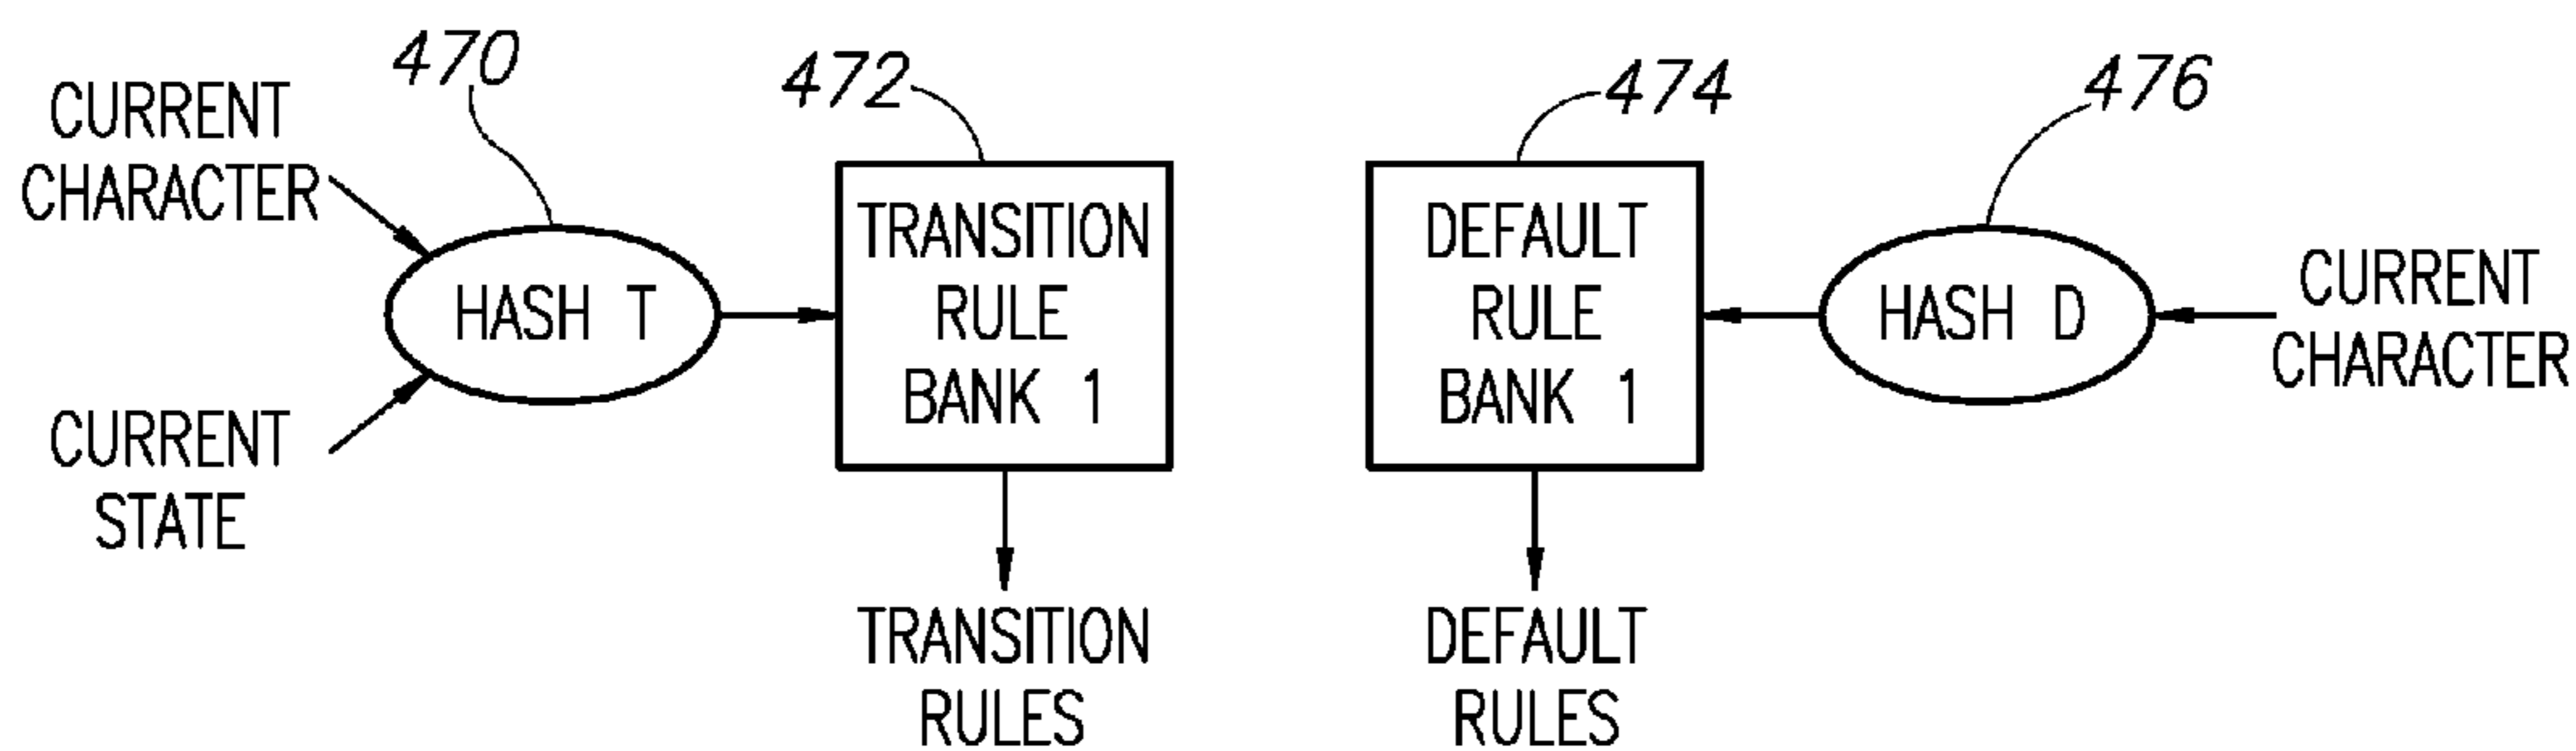 470
472
474
476
CURRENT
CHARACTER
CURRENT
STATE
HASH T
TRANSITION
RULE
BANK 1
TRANSITION
RULES
DEFAULT
RULE
BANK 1
DEFAULT
RULES
HASH D
CURRENT
CHARACTER